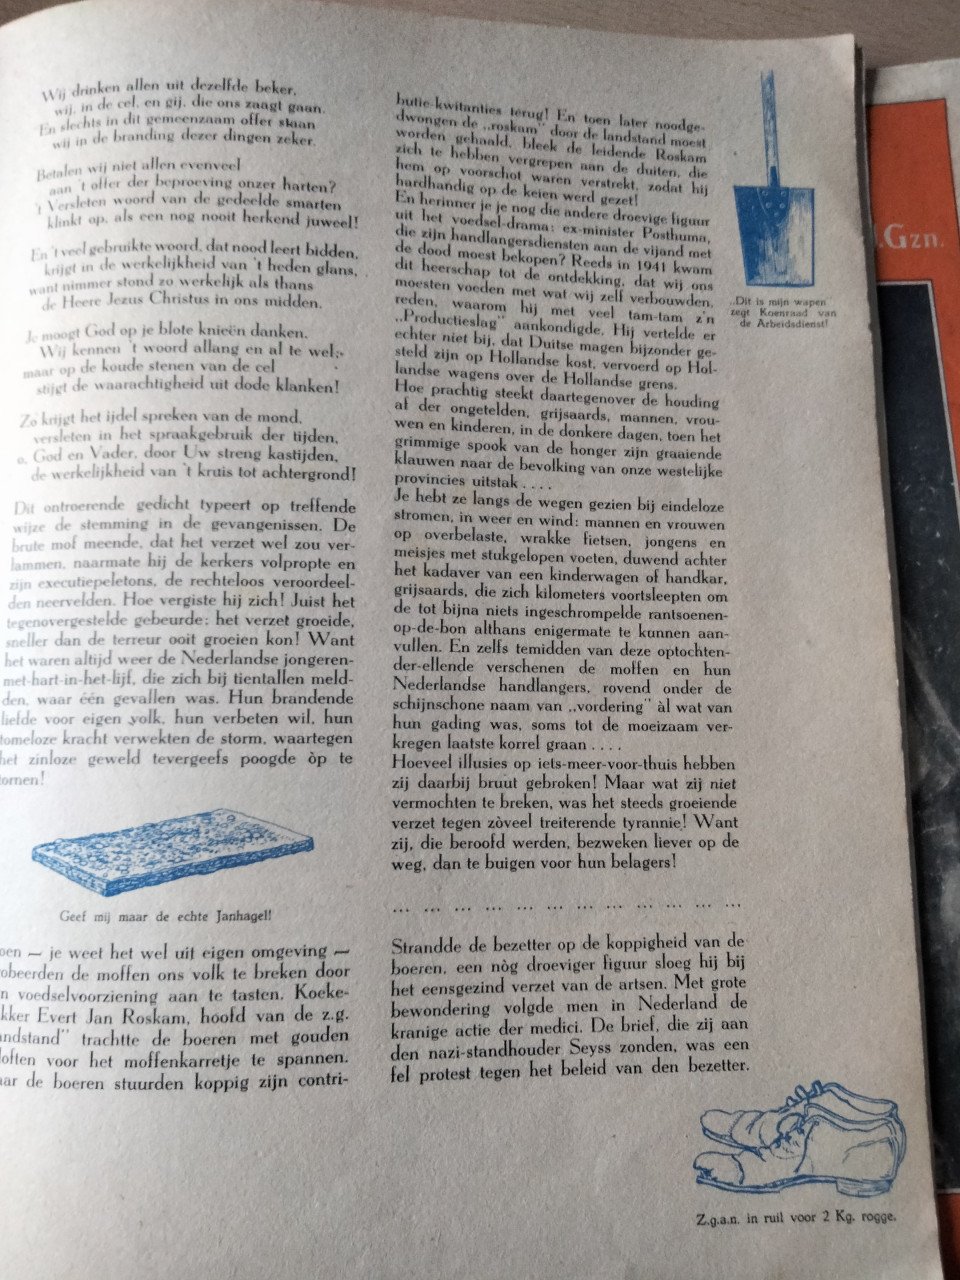 Wij drinken allen uit dezelfde beker,
wij, in de cel, en gij, die ons zaagt gaan.
En slechts in dit gemeenzaam offer staan
wij in de branding dezer dingen zeker.
Betalen wij niet allen evenveel
aan 't offer der beproeving onzer harten?
't Versleten woord van de gedeelde smarten
klinkt op, als een nog nooit herkend juweel!
En 't veel gebruikte woord, dat nood leert bidden,
krijgt in de werkelijkheid van 't heden glans,
want nimmer stond zo werkelijk als thans
de Heere Jezus Christus in ons midden.
Je moogt God op je blote knieën danken.
Wij kennen 't woord allang en al te wel;
maar op de koude stenen van de cel
stijgt de waarachtigheid uit dode klanken!
Zo krijgt het ijdel spreken van de mond,
versleten in het spraakgebruik der tijden,
o, God en Vader, door Uw streng kastijden,
de werkelijkheid van 't kruis tot achtergrond!
Dit ontroerende gedicht typeert op treffende
wijze de stemming in de gevangenissen. De
brute mof meende, dat het verzet wel zou ver-
lammen, naarmate hij de kerkers volpropte en
zijn executiepeletons, de rechteloos veroordeel-
den neervelden. Hoe vergiste hij zich! Juist het
tegenovergestelde gebeurde: het verzet groeide,
sneller dan de terreur ooit groeien kon! Want
het waren altijd weer de Nederlandse jongeren-
met-hart-in-het-lijf, die zich bij tientallen meld-
den, waar één gevallen was. Hun brandende
liefde voor eigen volk, hun verbeten wil, hun
tomeloze kracht verwekten de storm, waartegen
het zinloze geweld tevergeefs poogde òp te
tornen!
Geef mij maar de echte Janhagel!
oen — je weet het wel uit eigen omgeving —
obeerden de moffen ons volk te breken door
n voedselvoorziening aan te tasten. Koeke-
kker Evert Jan Roskam, hoofd van de z.g.
andstand" trachtte de boeren met gouden
loften voor het moffenkarretje te spannen.
ar de boeren stuurden koppig zijn contri-
butie-kwitanties terug! En toen later noodge-
dwongen de „roskam" door de landstand moest
worden gehaald, bleek de leidende Roskam
zich te hebben vergrepen aan de duiten, die
hem op voorschot waren verstrekt, zodat hij
hardhandig op de keien werd gezet!
En herinner je je nog die andere droevige figuur
uit het voedsel-drama: ex-minister Posthuma,
die zijn handlangersdiensten aan de vijand met
de dood moest bekopen? Reeds in 1941 kwam
dit heerschap tot de ontdekking, dat wij ons
moesten voeden met wat wij zelf verbouwden,
reden, waarom hij met veel tam-tam z'n
„Productieslag" aankondigde. Hij vertelde er
echter niet bij, dat Duitse magen bijzonder ge-
steld zijn op Hollandse kost, vervoerd op Hol-
landse wagens over de Hollandse grens.
Hoe prachtig steekt daartegenover de houding
af der ongetelden, grijsaards, mannen, vrou-
wen en kinderen, in de donkere dagen, toen het
grimmige spook van de honger zijn graaiende
klauwen naar de bevolking van onze westelijke
provincies uitstak . . . .
Je hebt ze langs de wegen gezien bij eindeloze
stromen, in weer en wind: mannen en vrouwen
op overbelaste, wrakke fietsen, jongens en
meisjes met stukgelopen voeten, duwend achter
het kadaver van een kinderwagen of handkar,
grijsaards, die zich kilometers voortsleepten om
de tot bijna niets ingeschrompelde rantsoenen-
op-de-bon althans enigermate te kunnen aan-
vullen. En zelfs temidden van deze optochten-
der-ellende verschenen de moffen en hun
Nederlandse handlangers, rovend onder de
schijnschone naam van „vordering" àl wat van
hun gading was, soms tot de moeizaam ver-
kregen laatste korrel graan . . . .
Hoeveel illusies op iets-meer-voor-thuis hebben
zij daarbij bruut gebroken! Maar wat zij niet
vermochten te breken, was het steeds groeiende
verzet tegen zòveel treiterende tyrannie! Want
zij, die beroofd werden, bezweken liever op de
weg, dan te buigen voor hun belagers!
... ... ... ... ... ... ... ... ... ... ... ...
Strandde de bezetter op de koppigheid van de
boeren, een nòg droeviger figuur sloeg hij bij
het eensgezind verzet van de artsen. Met grote
bewondering volgde men in Nederland de
kranige actie der medici. De brief, die zij aan
den nazi-standhouder Seyss zonden, was een
fel protest tegen het beleid van den bezetter.
„Dit is mijn wapen"
zegt Koenraad van
de Arbeidsdienst!
Z.g.a.n. in ruil voor 2 Kg. rogge.
.Gzn.